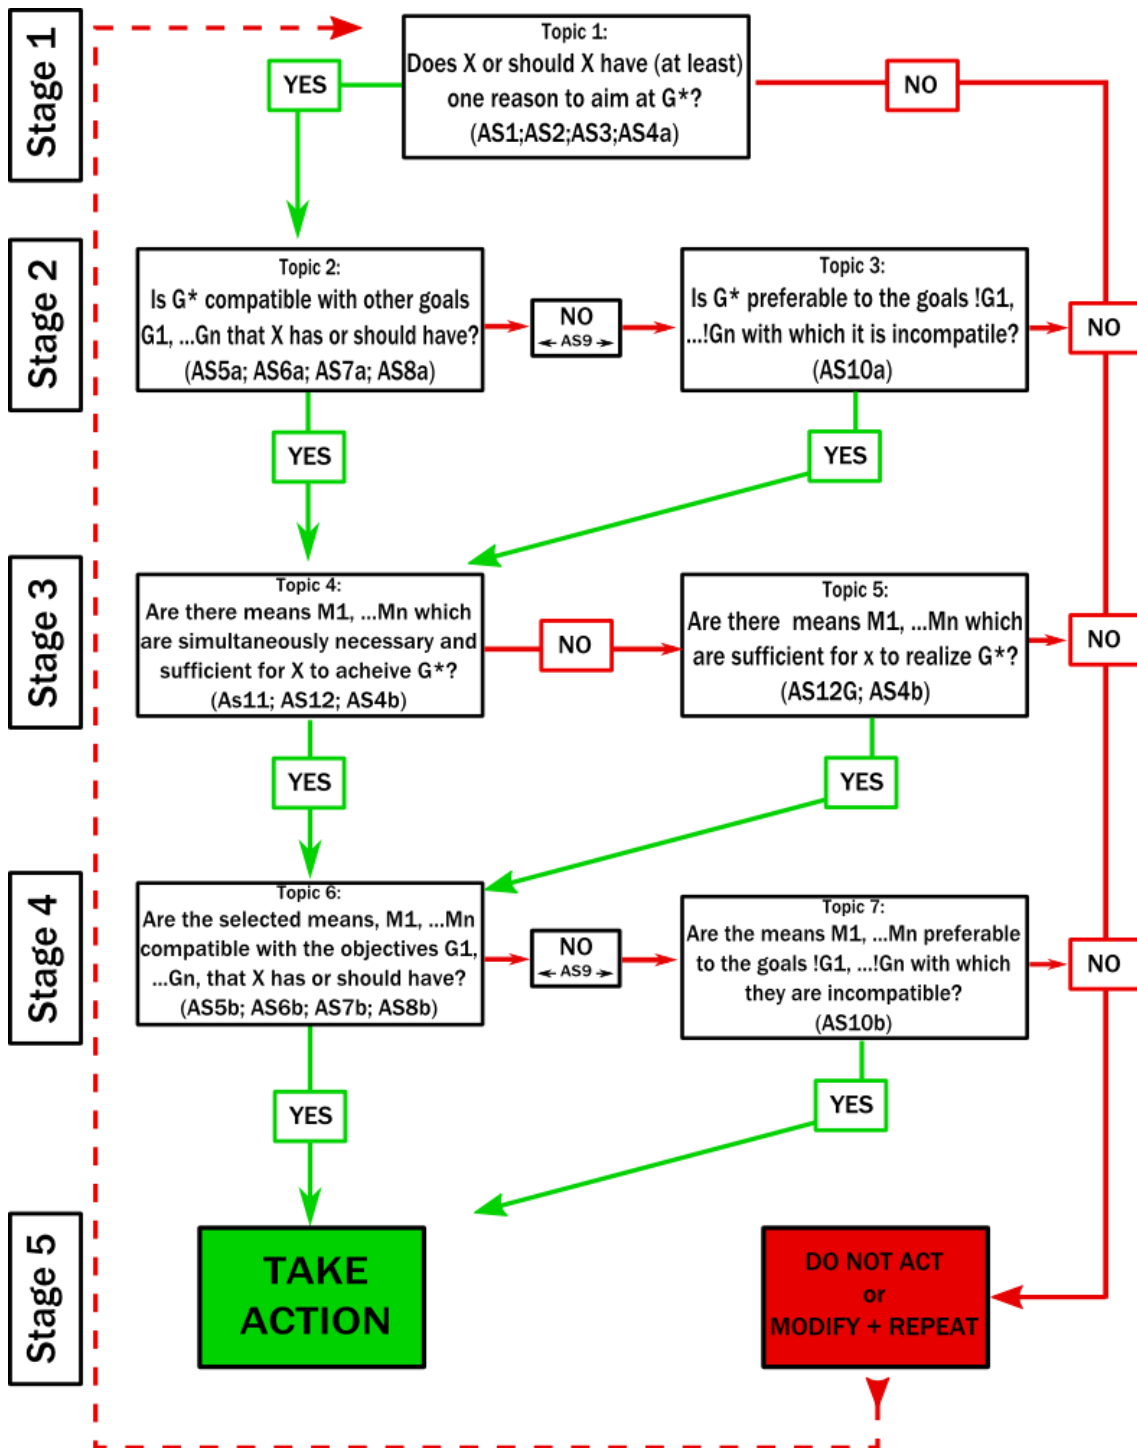 Stage 1
Topic 1:
Does X or should X have (at least)
one reason to aim at G*?
(AS1;AS2;AS3;AS4a)
YES
NO
Stage 2
Topic 2:
Is G* compatible with other goals
G1, ...Gn that X has or should have?
(AS5a; AS6a; AS7a; AS8a)
NO
AS9
Topic 3:
Is G* preferable to the goals !G1,
...!Gn with which it is incompatile?
(AS10a)
NO
YES
YES
Stage 3
Topic 4:
Are there means M1, ...Mn which
are simultaneously necessary and
sufficient for X to acheive G*?
(As11; AS12; AS4b)
NO
Topic 5:
Are there means M1, ...Mn which
are sufficient for x to realize G*?
(AS12G; AS4b)
NO
YES
YES
Stage 4
Topic 6:
Are the selected means, M1, ...Mn
compatible with the objectives G1,
...Gn, that X has or should have?
(AS5b; AS6b; AS7b; AS8b)
NO
AS9
Topic 7:
Are the means M1, ...Mn preferable
to the goals !G1, ...!Gn with which
they are incompatible?
(AS10b)
NO
YES
YES
Stage 5
TAKE
ACTION
DO NOT ACT
or
MODIFY + REPEAT